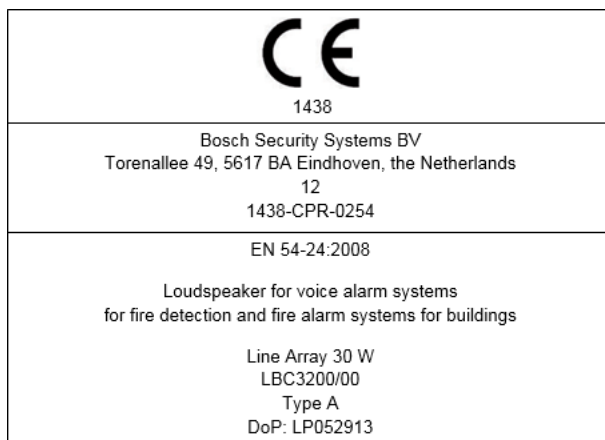 CE
1438
Bosch Security Systems BV
Torenallee 49, 5617 BA Eindhoven, the Netherlands
12
1438-CPR-0254
EN 54-24:2008
Loudspeaker for voice alarm systems
for fire detection and fire alarm systems for buildings
Line Array 30 W
LBC3200/00
Type A
DoP: LP052913